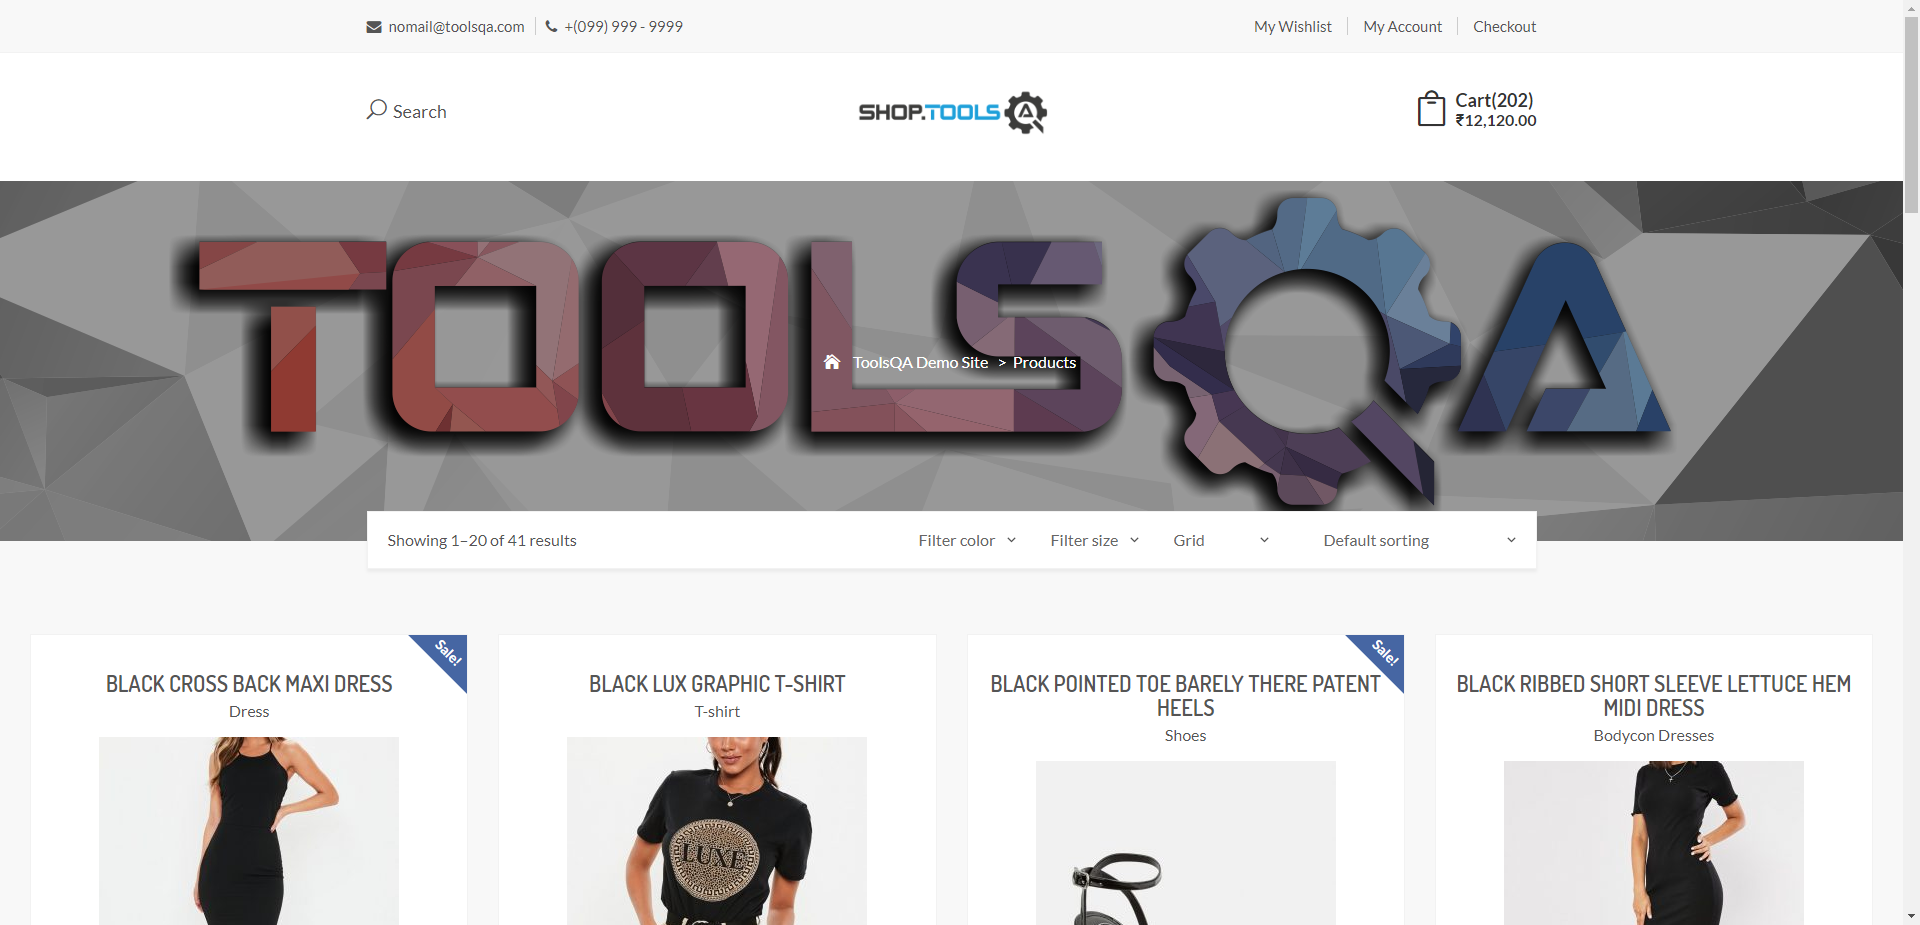 nomail@toolsqa.com
+(099) 999 - 9999
My Wishlist
My Account
Checkout
Search
SHOP.TOOLS
Cart(202)
₹12,120.00
TOOLSQA
ToolsQA Demo Site > Products
Showing 1–20 of 41 results
Filter color
Filter size
Grid
Default sorting
Sale!
BLACK CROSS BACK MAXI DRESS
Dress
BLACK LUX GRAPHIC T-SHIRT
T-shirt
LUXE
Sale!
BLACK POINTED TOE BARELY THERE PATENT
HEELS
Shoes
BLACK RIBBED SHORT SLEEVE LETTUCE HEM
MIDI DRESS
Bodycon Dresses